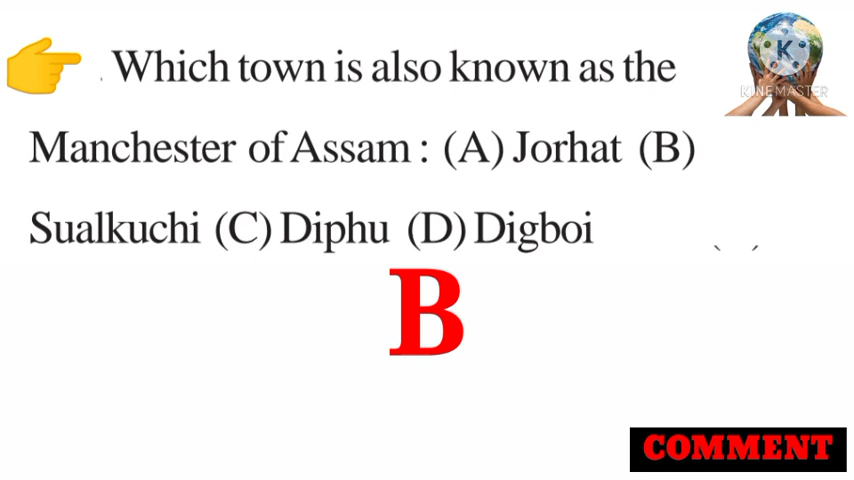 . Which town is also known as the
K
KINEMASTER
Manchester of Assam : (A) Jorhat (B)
Sualkuchi (C) Diphu (D) Digboi
B
COMMENT